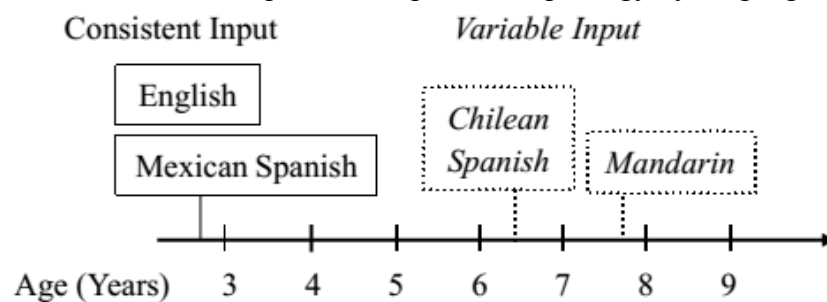 Consistent Input Variable Input
English
Mexican Spanish
Chilean
Spanish
Mandarin
Age (Years) 3 4 5 6 7 8 9